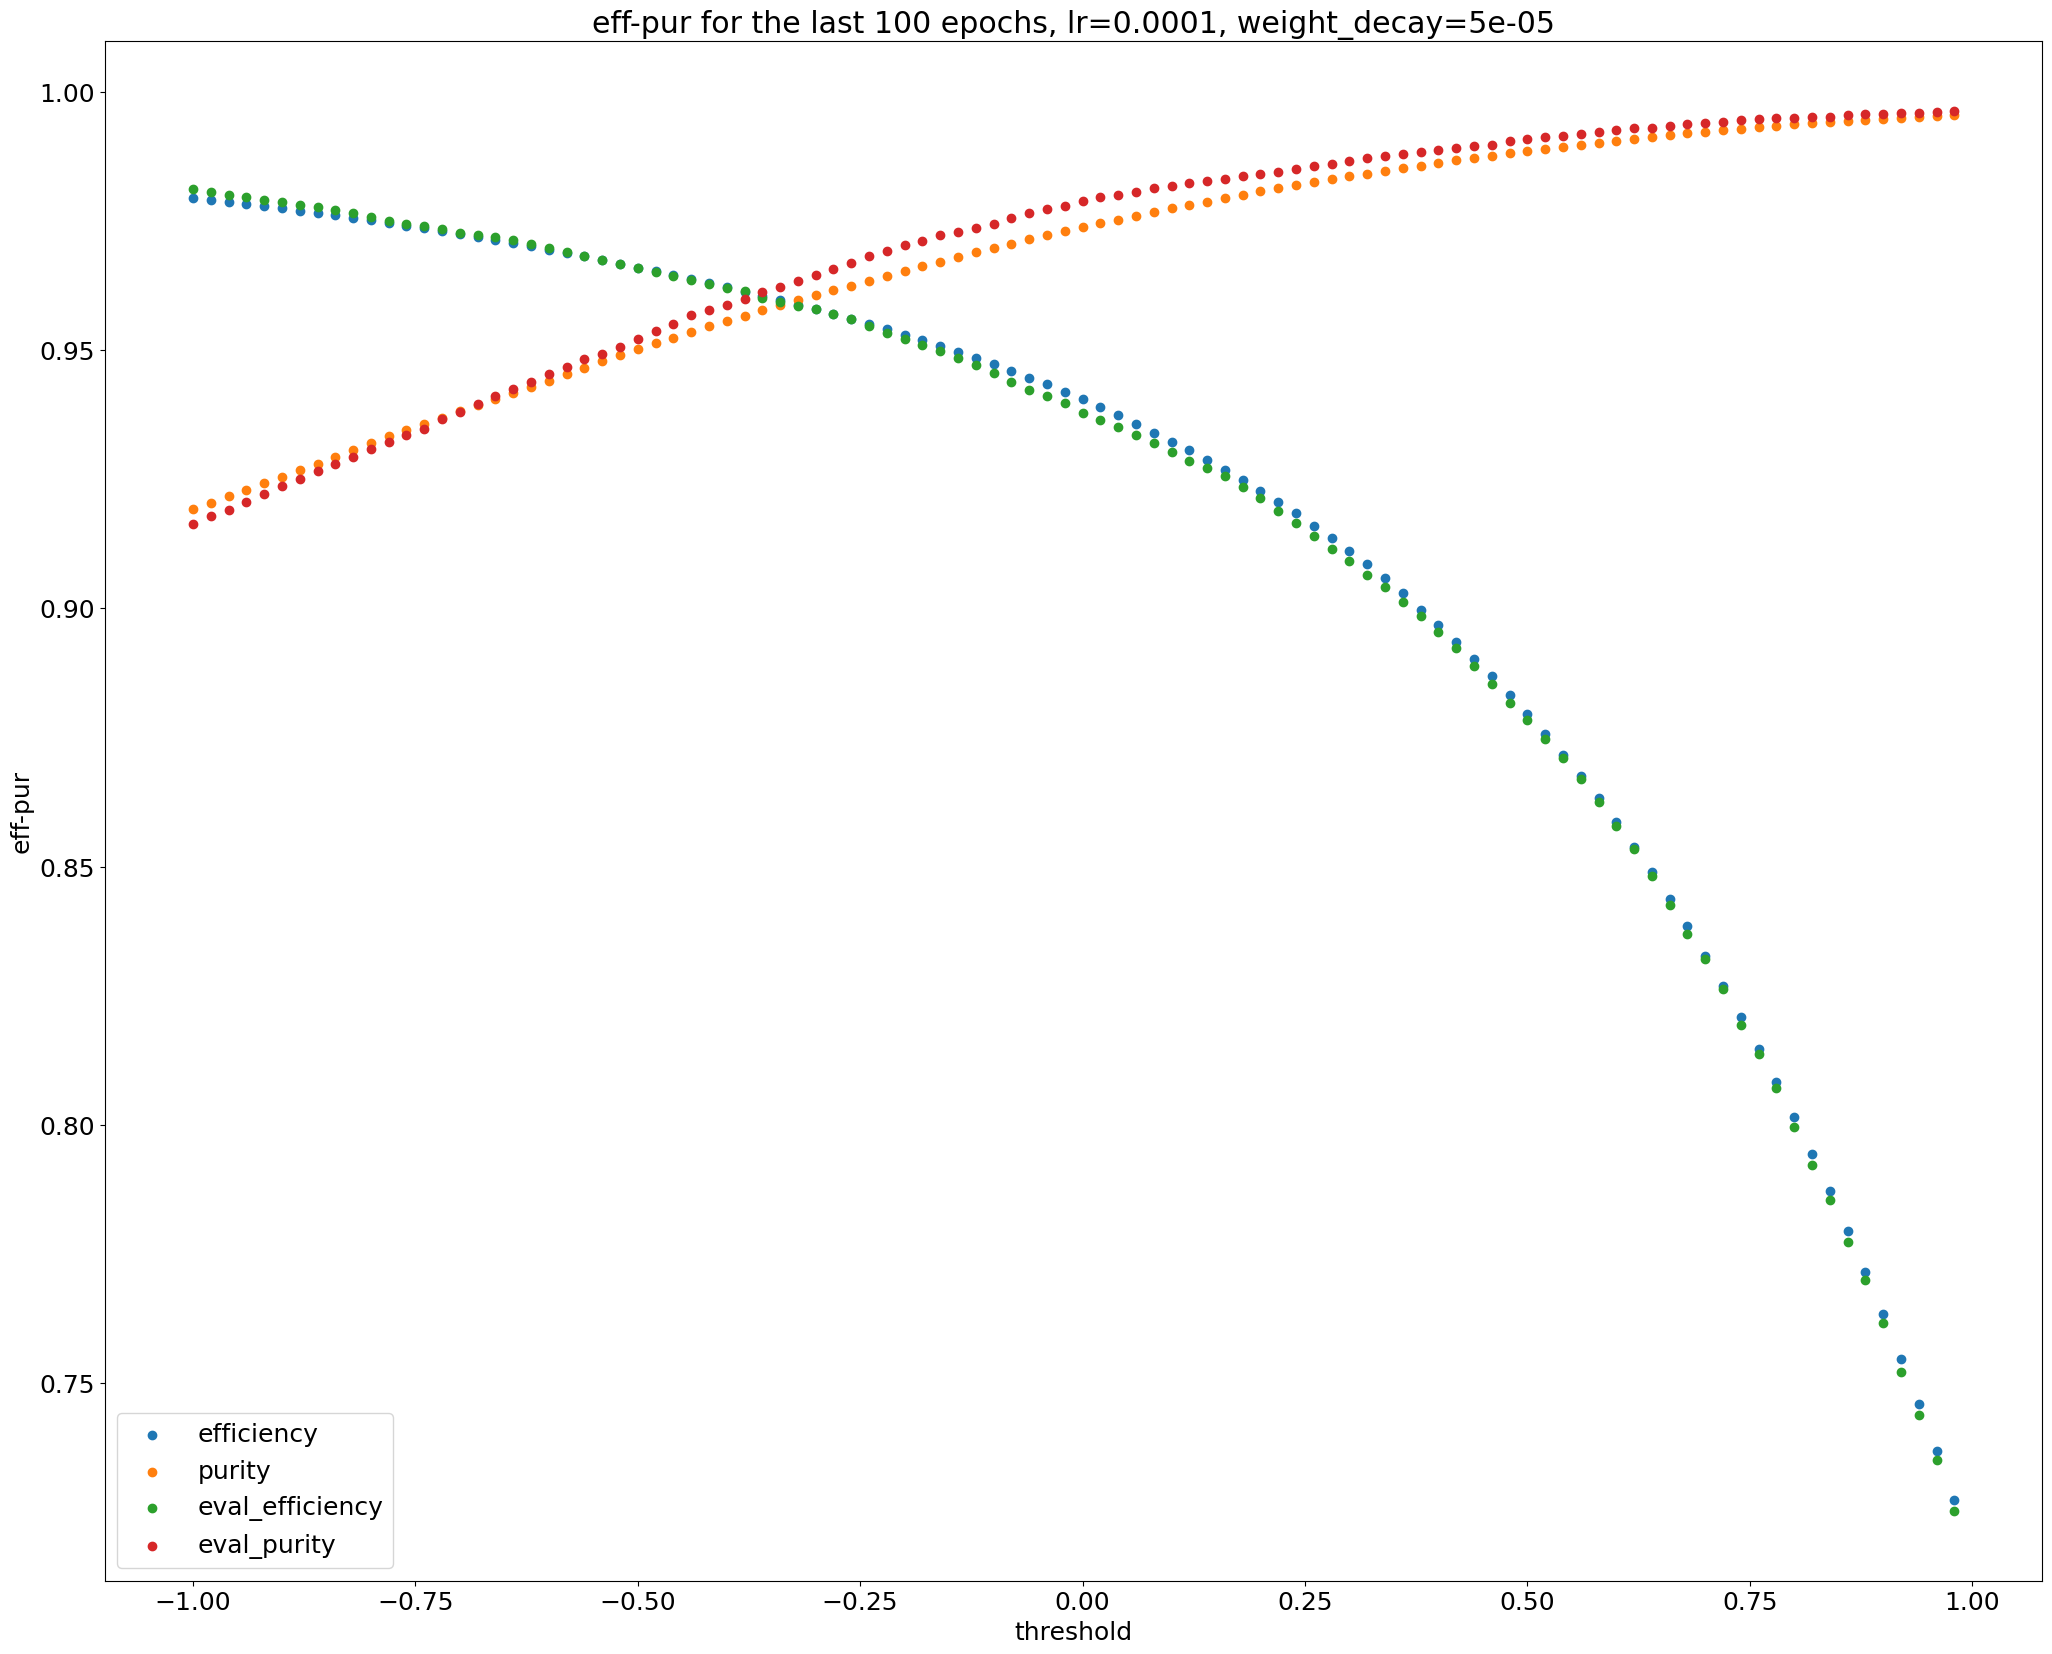 eff-pur for the last 100 epochs, lr=0.0001, weight_decay=5e-05
1.00
0.95
0.90
0.85
0.80
0.75
eff-pur
efficiency
purity
eval_efficiency
eval_purity
−1.00 −0.75 −0.50 −0.25 0.00 0.25 0.50 0.75 1.00
threshold